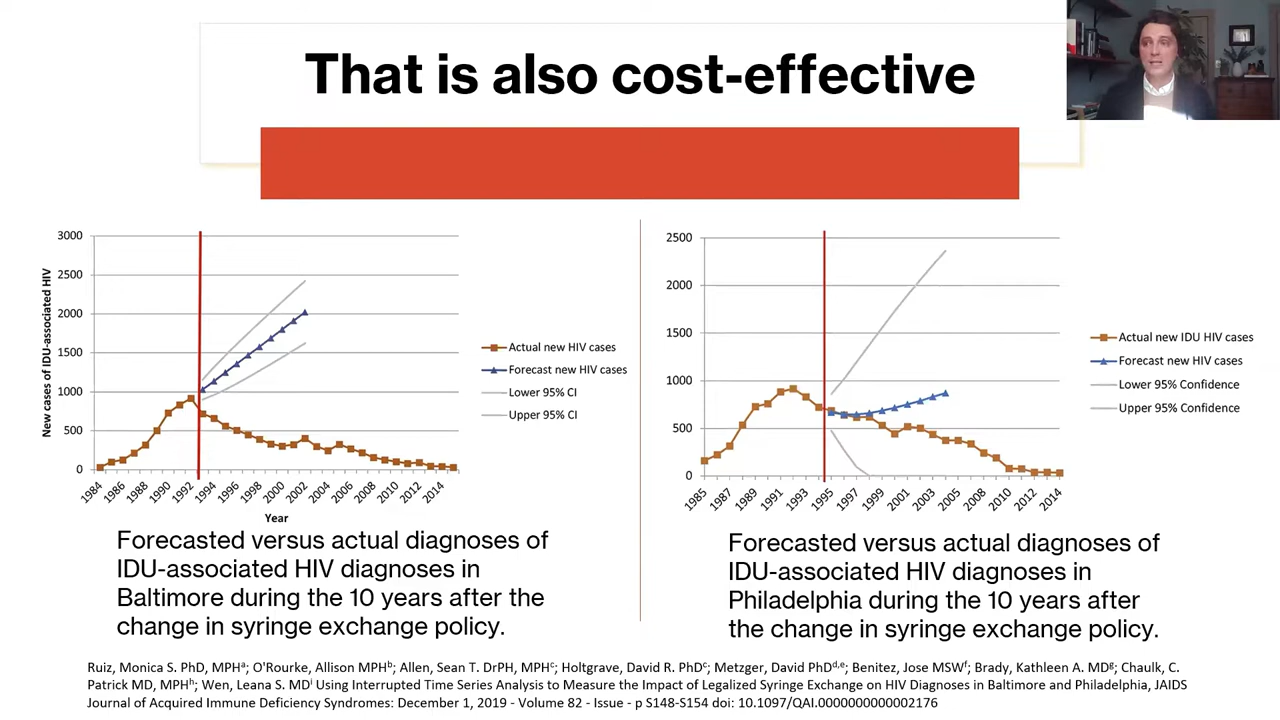 That is also cost-effective
New cases of IDU-associated HIV
3000
2500
2000
1500
1000
500
0
1984
1986
1988
1990
1992
1994
1996
1998
2000
2002
2004
2006
2008
2010
2012
2014
Year
Actual new HIV cases
Forecast new HIV cases
Lower 95% CI
Upper 95% CI
Forecasted versus actual diagnoses of
IDU-associated HIV diagnoses in
Baltimore during the 10 years after the
change in syringe exchange policy.
2500
2000
1500
1000
500
0
1985
1987
1989
1991
1993
1995
1997
1999
2001
2003
2005
2006
2008
2010
2012
2014
Actual new IDU HIV cases
Forecast new HIV cases
Lower 95% Confidence
Upper 95% Confidence
Forecasted versus actual diagnoses of
IDU-associated HIV diagnoses in
Philadelphia during the 10 years after
the change in syringe exchange policy.
Ruiz, Monica S. PhD, MPHᵃ; O'Rourke, Allison MPHᵇ; Allen, Sean T. DrPH, MPHᶜ; Holtgrave, David R. PhDᶜ; Metzger, David PhDᵈ,ᵉ; Benitez, Jose MSWᶠ; Brady, Kathleen A. MDᵍ; Chaulk, C.
Patrick MD, MPHʰ; Wen, Leana S. MDⁱ Using Interrupted Time Series Analysis to Measure the Impact of Legalized Syringe Exchange on HIV Diagnoses in Baltimore and Philadelphia, JAIDS
Journal of Acquired Immune Deficiency Syndromes: December 1, 2019 - Volume 82 - Issue - p S148-S154 doi: 10.1097/QAI.0000000000002176